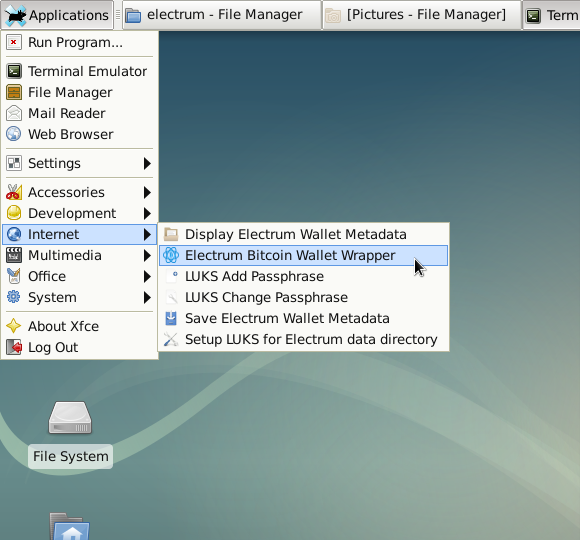 Applications
electrum - File Manager
[Pictures - File Manager]
Term
Run Program...
Terminal Emulator
File Manager
Mail Reader
Web Browser
Settings
Accessories
Development
Internet
Multimedia
Office
System
About Xfce
Log Out
Display Electrum Wallet Metadata
Electrum Bitcoin Wallet Wrapper
LUKS Add Passphrase
LUKS Change Passphrase
Save Electrum Wallet Metadata
Setup LUKS for Electrum data directory
File System